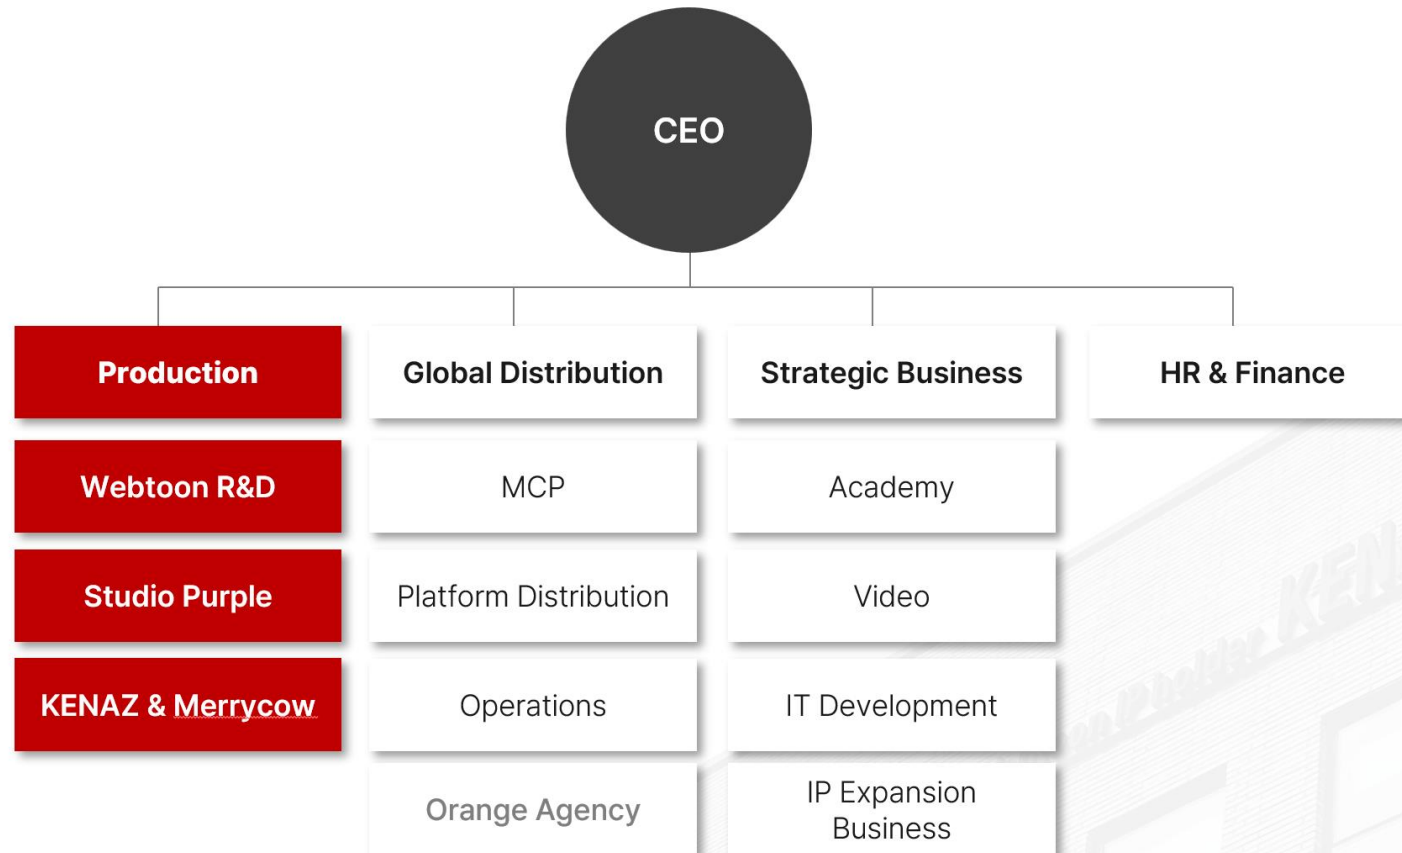 CEO
Production
Global Distribution
Strategic Business
HR & Finance
Webtoon R&D
MCP
Academy
Studio Purple
Platform Distribution
Video
KENAZ & Merrycow
Operations
IT Development
Orange Agency
IP Expansion
Business